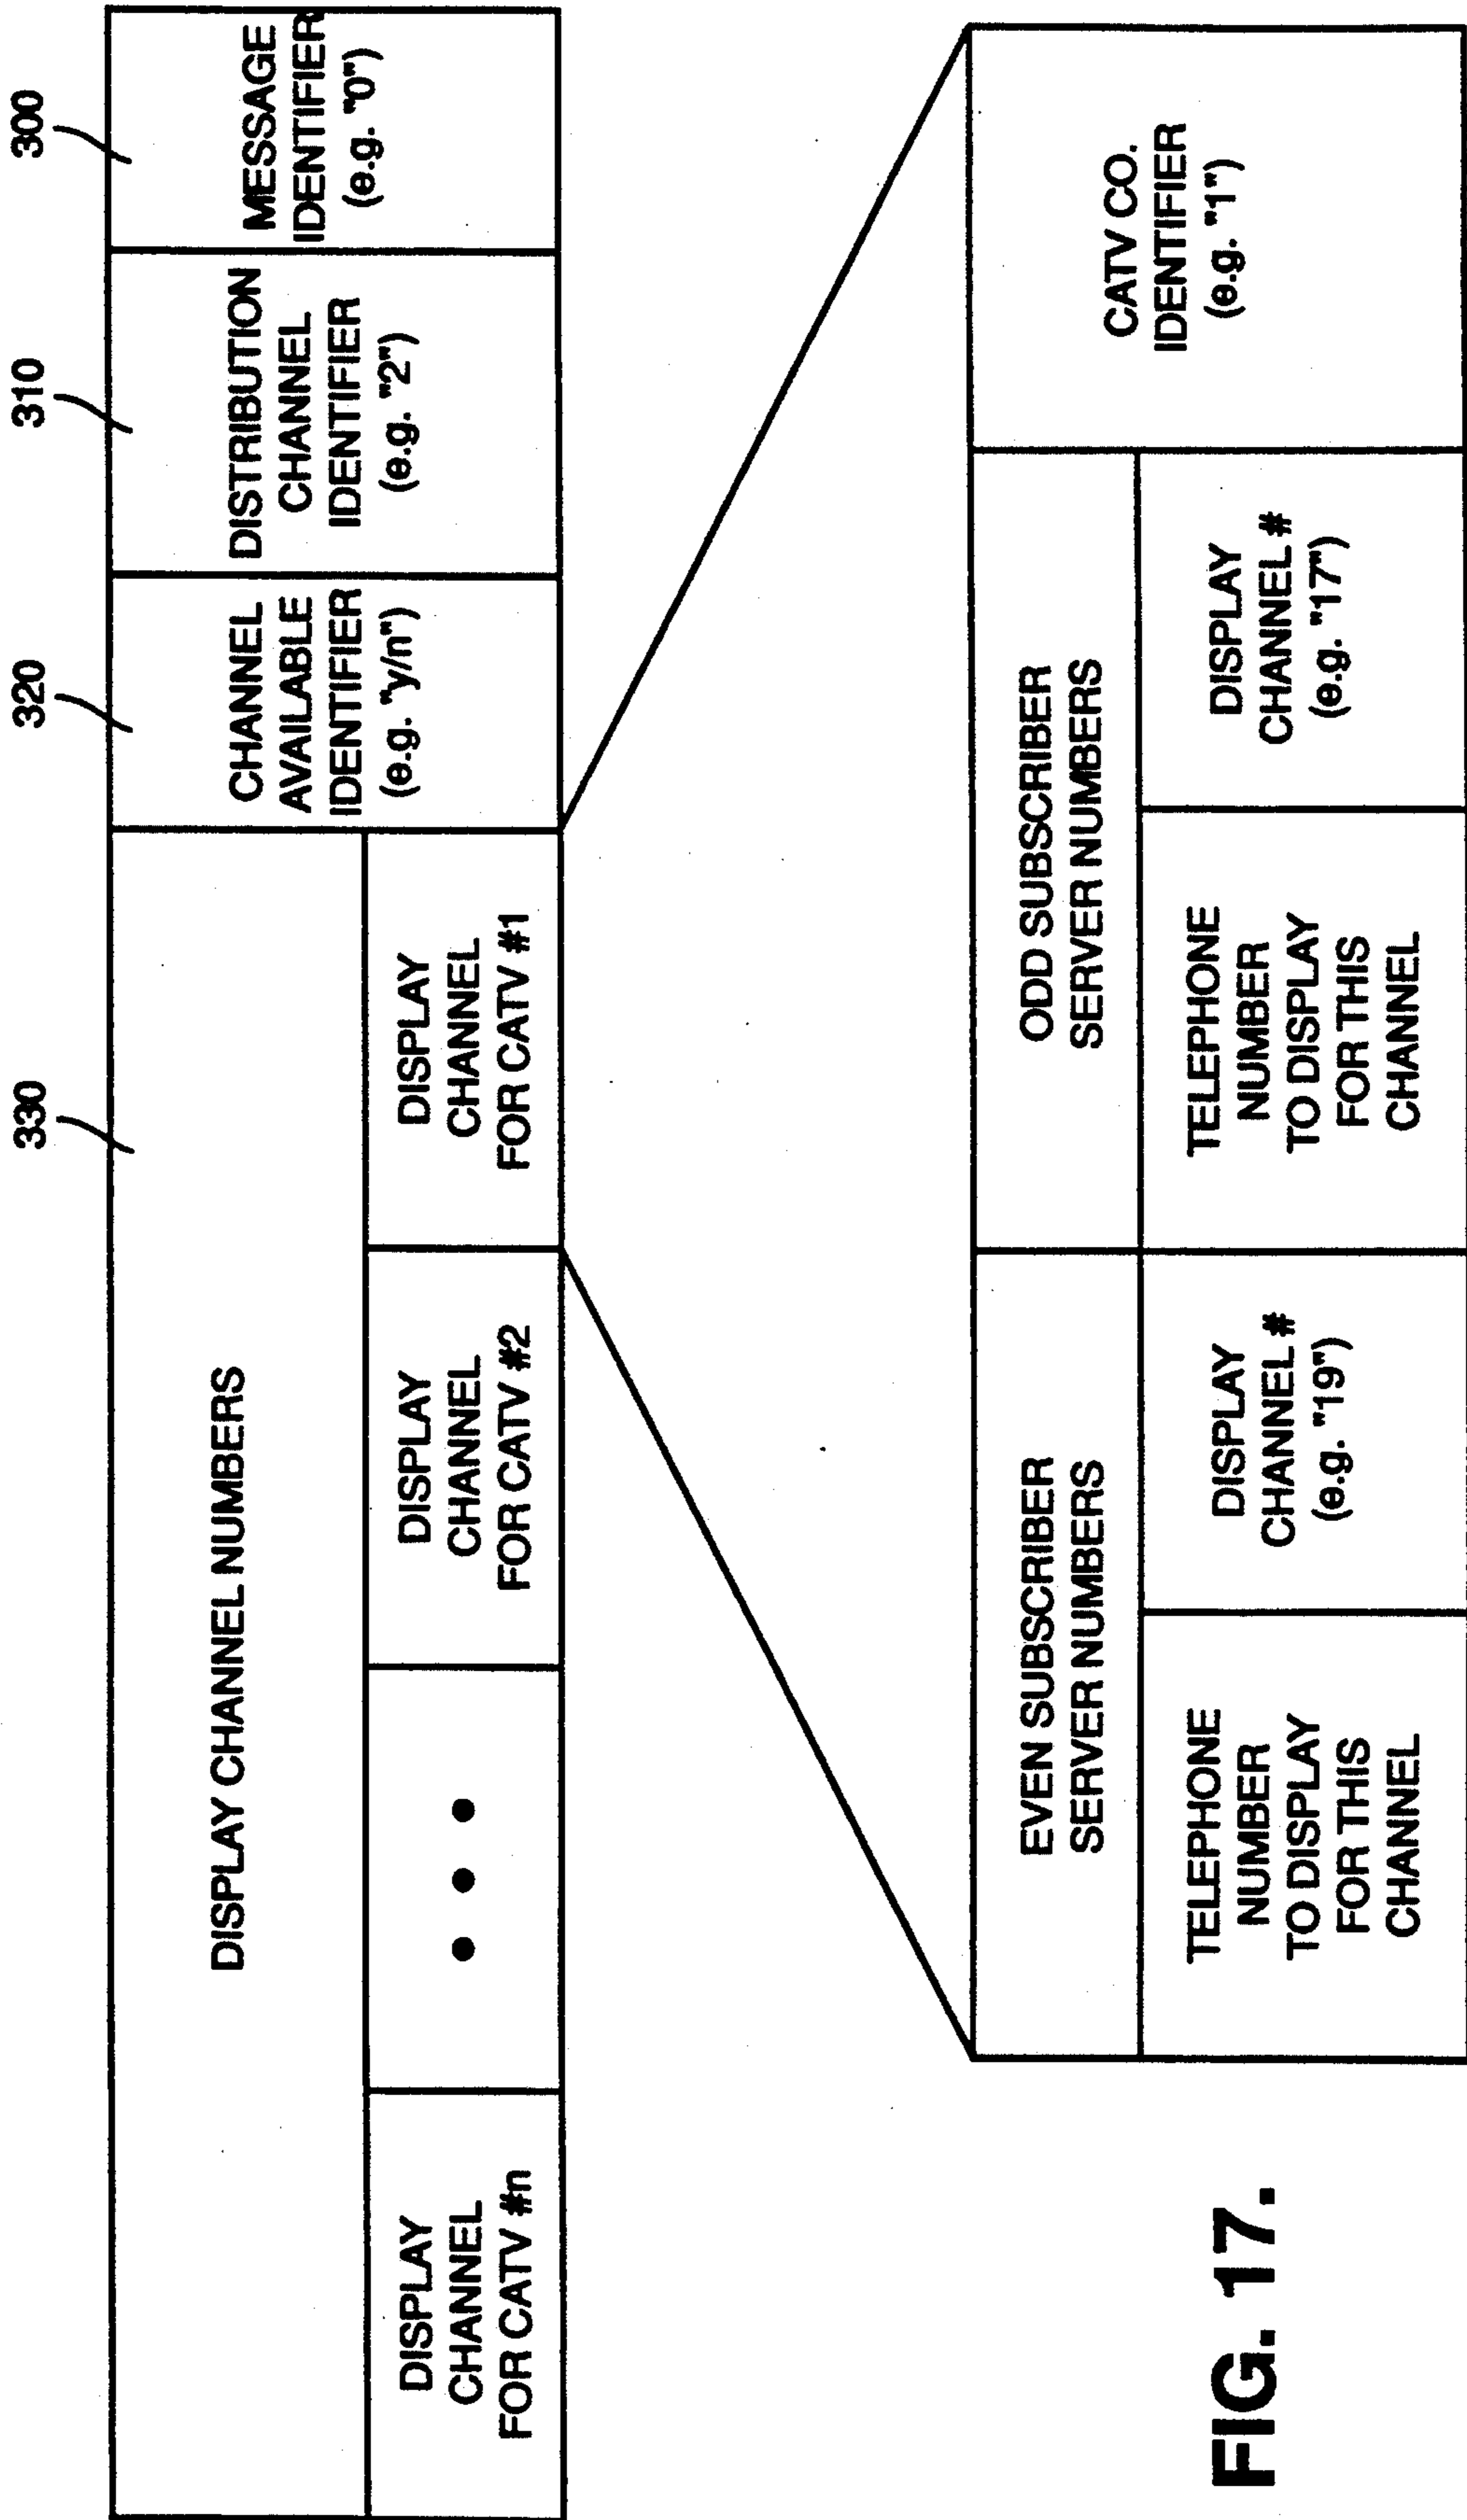 330
320
310
300
DISPLAY CHANNEL NUMBERS
CHANNEL
AVAILABLE
IDENTIFIER
(e.g. "y/n")
DISTRIBUTION
CHANNEL
IDENTIFIER
(e.g. "2")
MESSAGE
IDENTIFIER
(e.g. "0")
DISPLAY
CHANNEL
FOR CATV #n
• • •
DISPLAY
CHANNEL
FOR CATV #2
DISPLAY
CHANNEL
FOR CATV #1
EVEN SUBSCRIBER
SERVER NUMBERS
ODD SUBSCRIBER
SERVER NUMBERS
CATV CO.
IDENTIFIER
(e.g. "1")
TELEPHONE
NUMBER
TO DISPLAY
FOR THIS
CHANNEL
DISPLAY
CHANNEL #
(e.g. "19")
TELEPHONE
NUMBER
TO DISPLAY
FOR THIS
CHANNEL
DISPLAY
CHANNEL #
(e.g. "17")
FIG. 17.